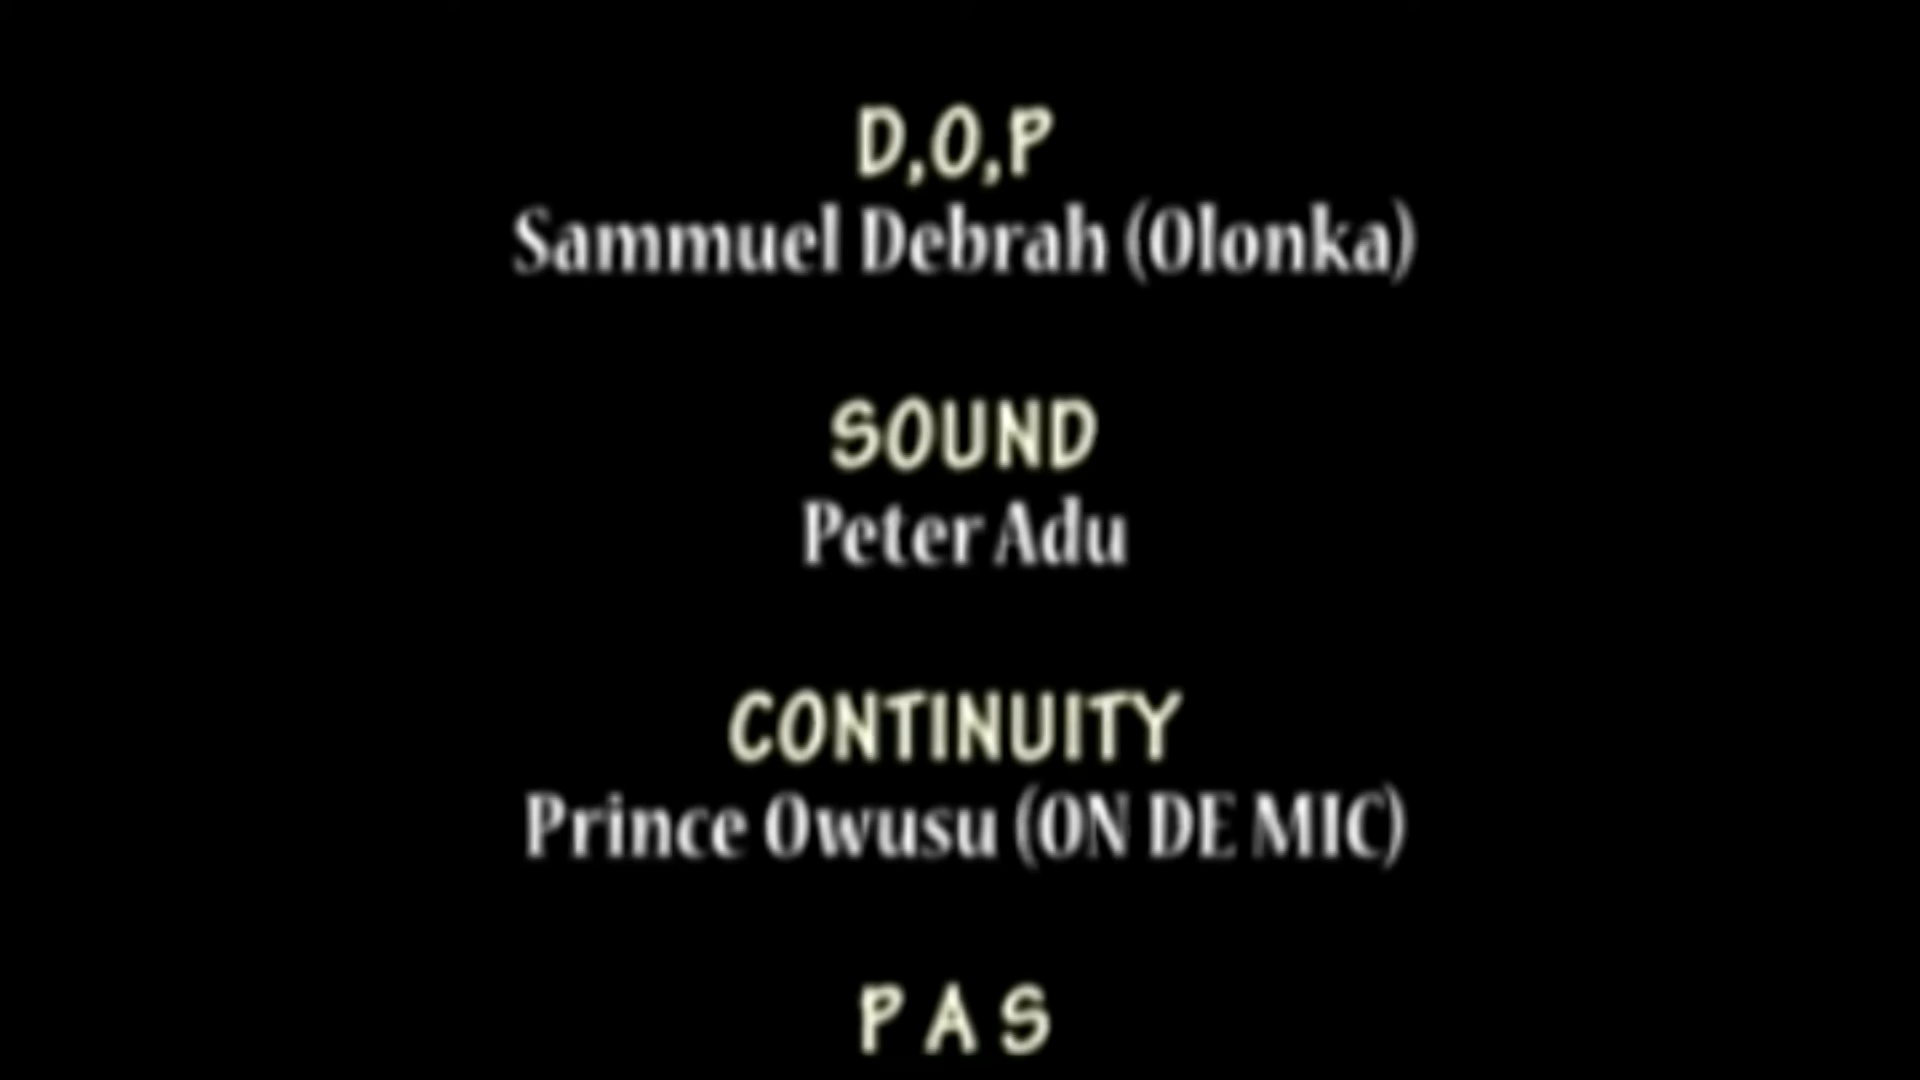 D,O,P
Sammuel Debrah (Olonka)
SOUND
Peter Adu
CONTINUITY
Prince Owusu (ON DE MIC)
P A S